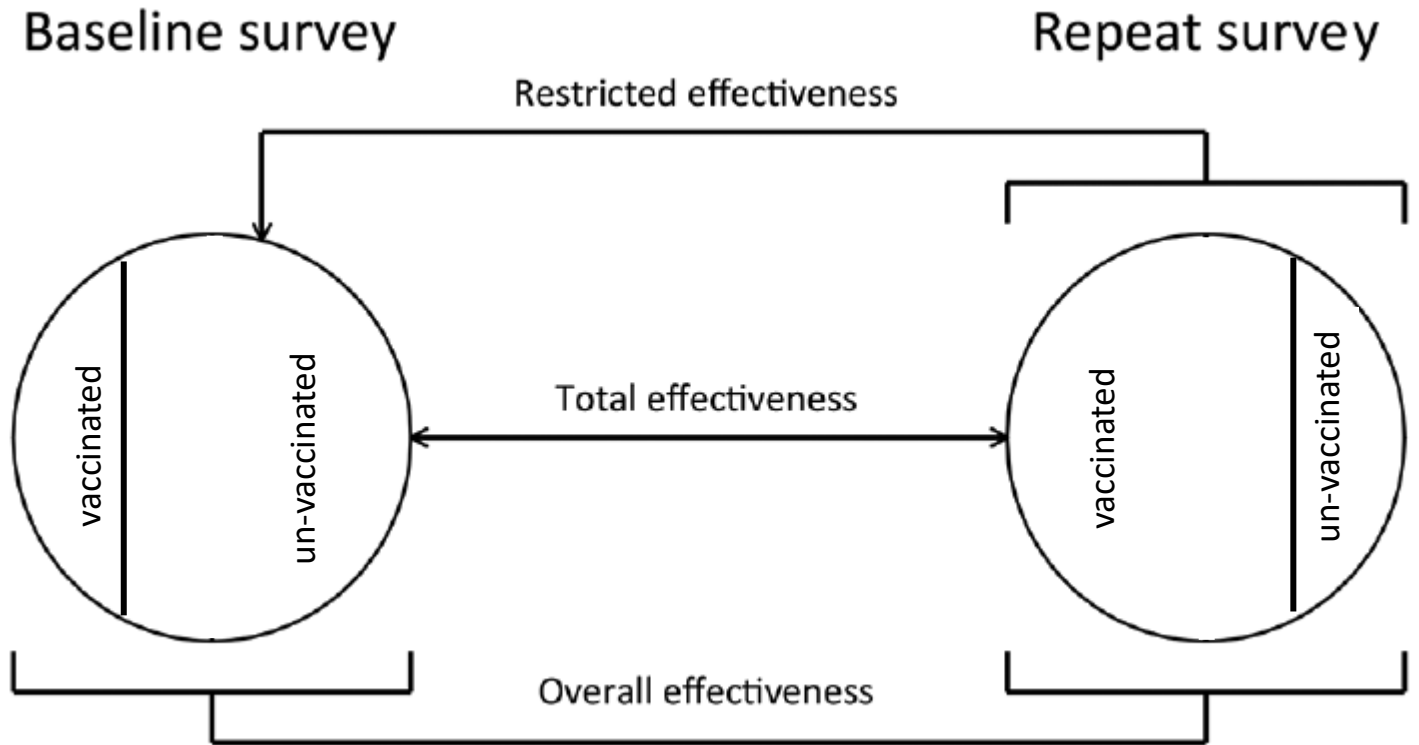 Baseline survey
Repeat survey
Restricted effectiveness
vaccinated
un-vaccinated
Total effectiveness
vaccinated
un-vaccinated
Overall effectiveness